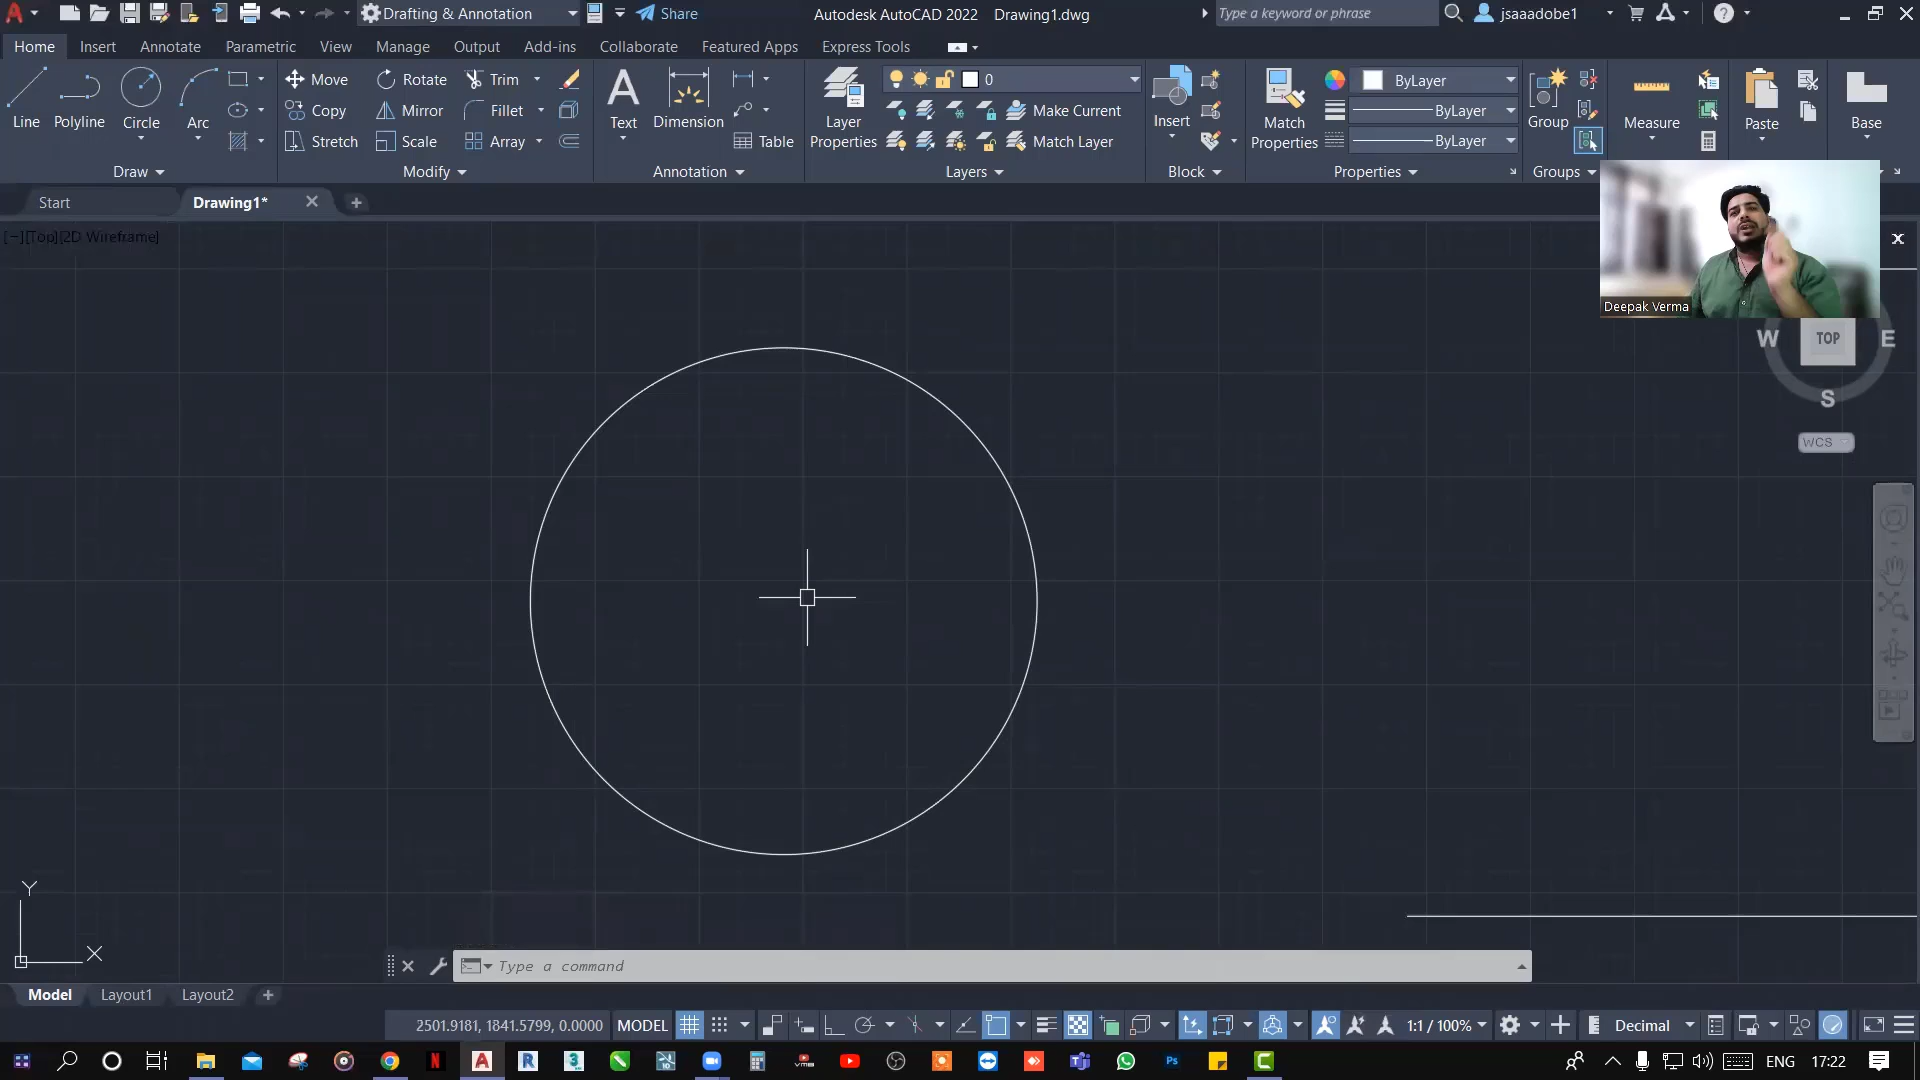 Drafting & Annotation
Share
Autodesk AutoCAD 2022 Drawing1.dwg
Type a keyword or phrase
jsaaadobe1
Home Insert Annotate Parametric View Manage Output Add-ins Collaborate Featured Apps Express Tools
Line Polyline Circle Arc
Move Rotate Trim
Copy Mirror Fillet
Stretch Scale Array
Text Dimension Table
Layer Properties
0
Make Current
Match Layer
Insert
Match Properties
ByLayer
ByLayer
ByLayer
Group Measure Paste Base
Draw Modify Annotation Layers Block Properties Groups
Start Drawing1*
[−][Top][2D Wireframe]
Deepak Verma
W TOP E
S
WCS
Y
X
Type a command
Model Layout1 Layout2
2501.9181, 1841.5799, 0.0000 MODEL 1:1 / 100% Decimal
ENG 17:22